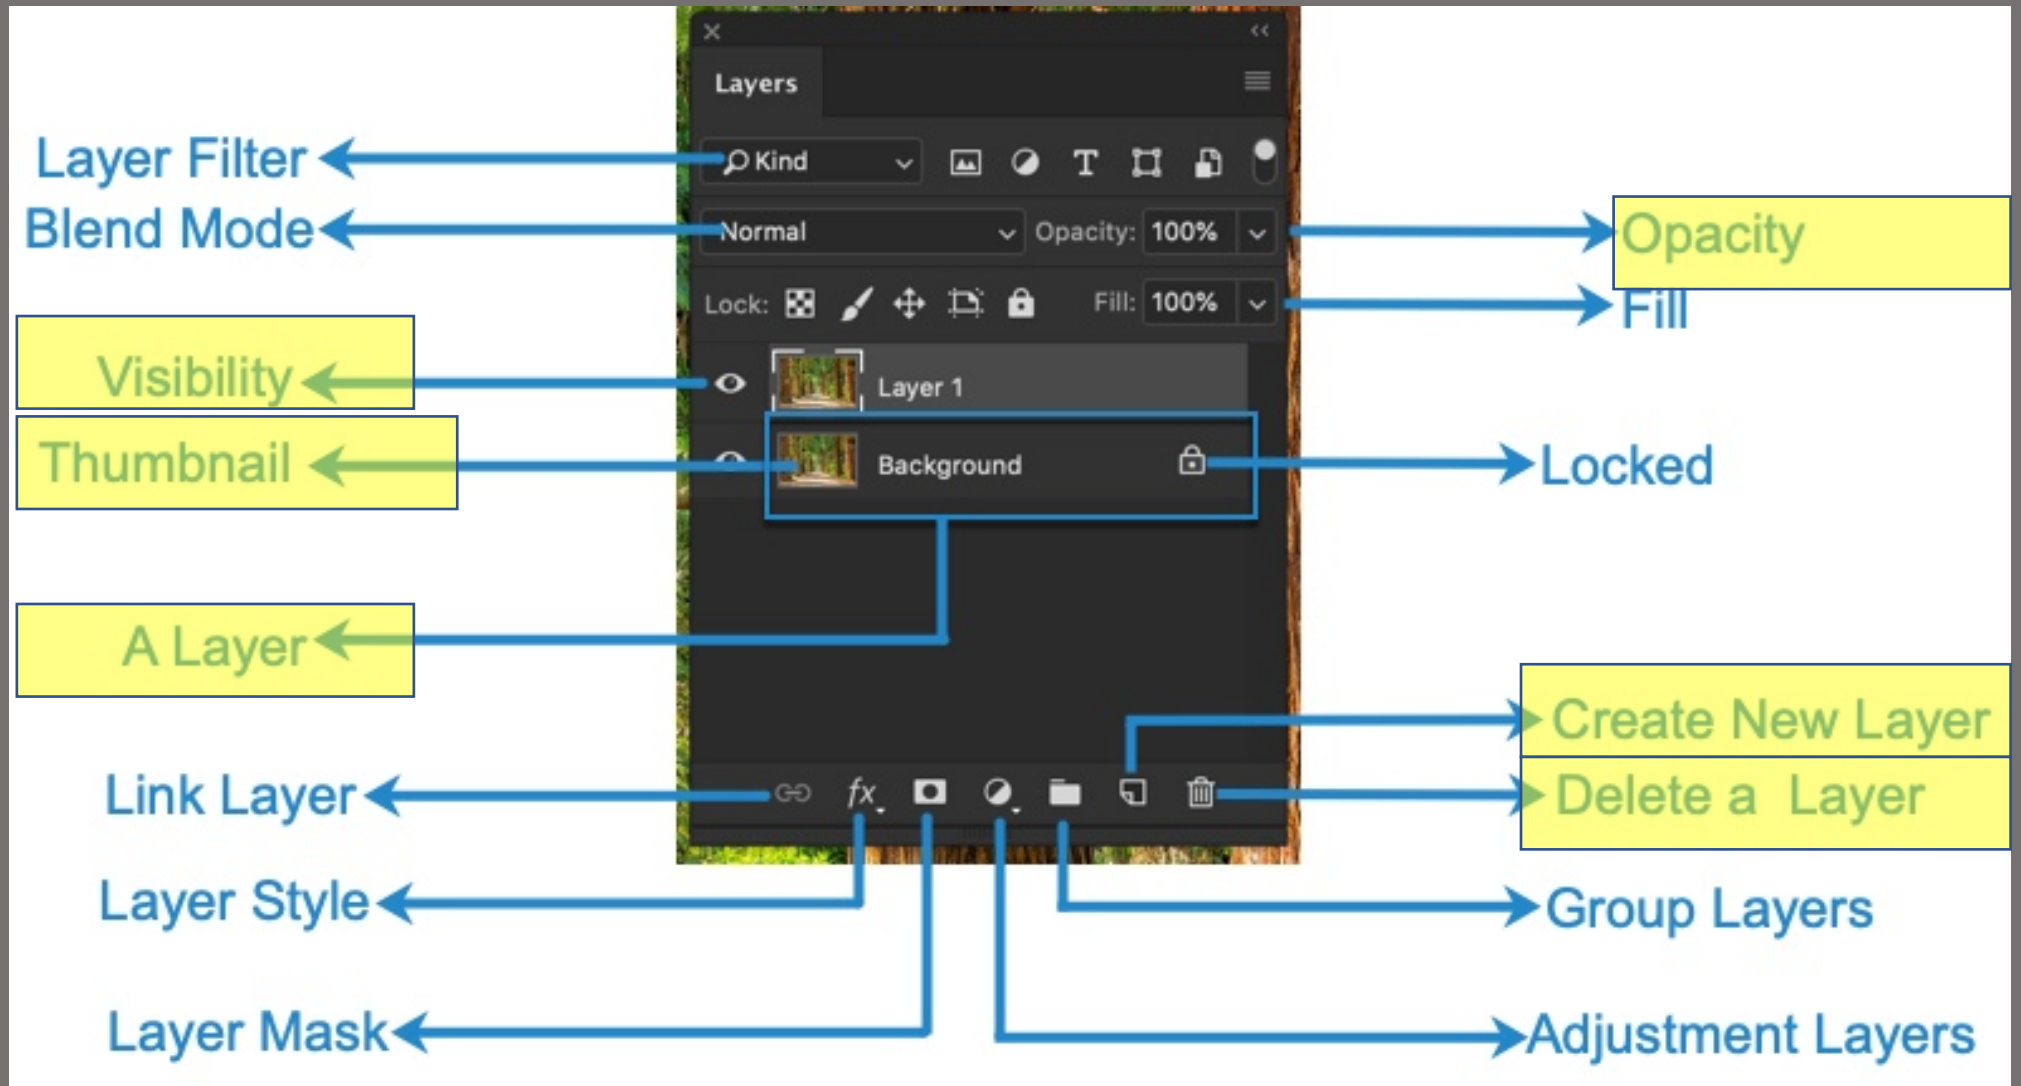 Layers
Layer Filter
Kind
T
Blend Mode
Normal
Opacity: 100%
Opacity
Lock:
Fill: 100%
Fill
Visibility
Layer 1
Thumbnail
Background
Locked
A Layer
Create New Layer
Link Layer
fx
Delete a Layer
Layer Style
Group Layers
Layer Mask
Adjustment Layers